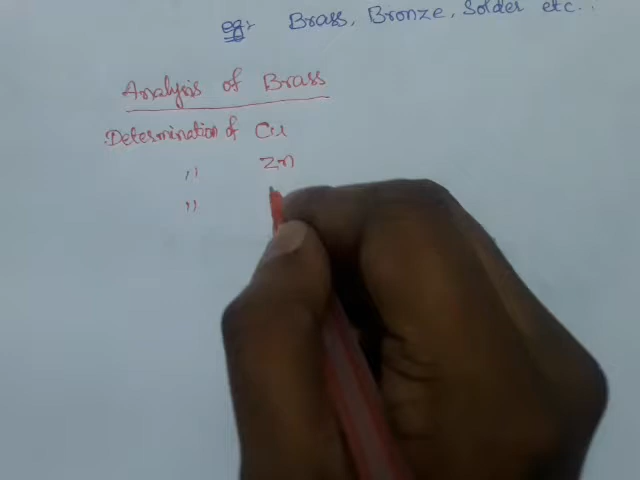 eg:- Brass, Bronze, Solder etc..
Analysis of Brass
Determination of Cu
,, Zn
,,